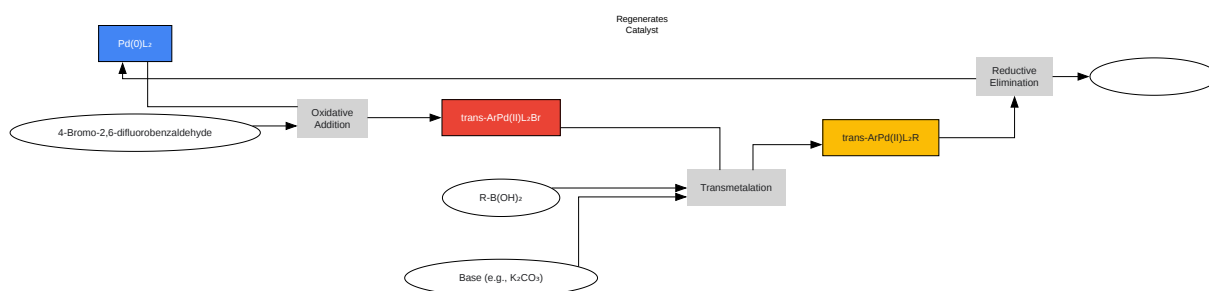 Regenerates
Catalyst
Pd(0)L₂
Reductive
Elimination
Oxidative
Addition
trans-ArPd(II)L₂Br
4-Bromo-2,6-difluorobenzaldehyde
trans-ArPd(II)L₂R
Transmetalation
R-B(OH)₂
Base (e.g., K₂CO₃)